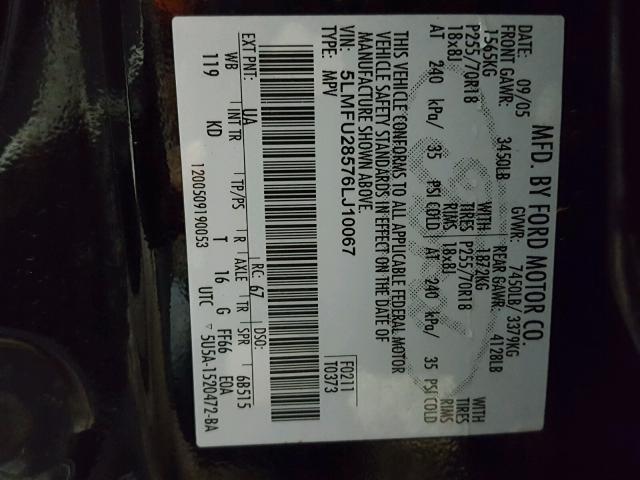 MFD. BY FORD MOTOR CO.
DATE: 09/05 GVWR: 7450LB/ 3379KG
FRONT GAWR: 3450LB REAR GAWR: 4128LB
1565KG WITH 1872KG WITH
P255/70R18 TIRES P255/70R18 TIRES
18x8J RIMS 18x8J RIMS
AT 240 kPa/ 35 PSI COLD AT 240 kPa/ 35 PSI COLD
THIS VEHICLE CONFORMS TO ALL APPLICABLE FEDERAL MOTOR
VEHICLE SAFETY STANDARDS IN EFFECT ON THE DATE OF
MANUFACTURE SHOWN ABOVE.
VIN: 5LMFU28576LJ10067 F0211
TYPE: MPV T0373
EXT PNT: UA RC: 67 DSO:
WB INT TR TP/PS R AXLE TR SPR
119 KD T 16 G FF66 EDA 6B515
1200509190053 UTC ▽ 5U5A-1520472-BA